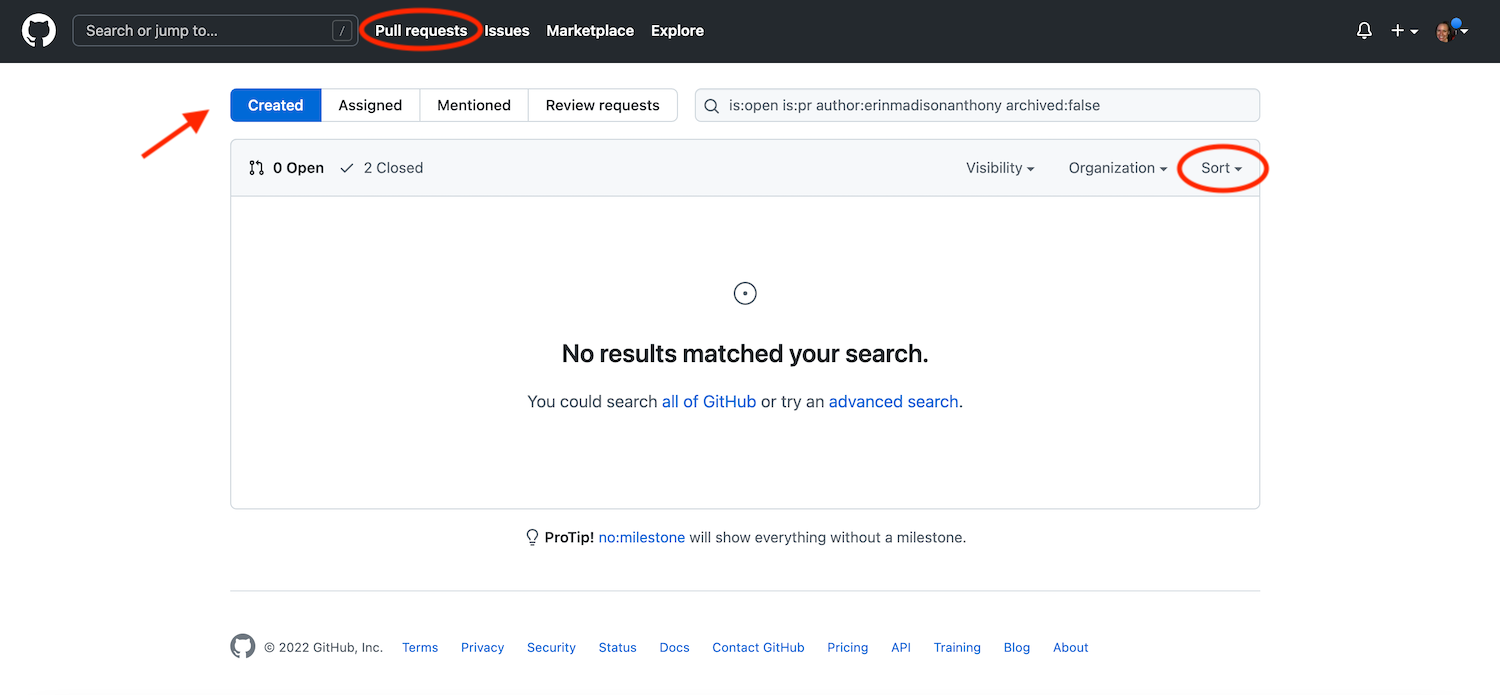 Search or jump to... / Pull requests Issues Marketplace Explore
Created Assigned Mentioned Review requests is:open is:pr author:erinmadisonanthony archived:false
0 Open 2 Closed Visibility Organization Sort
No results matched your search.
You could search all of GitHub or try an advanced search.
ProTip! no:milestone will show everything without a milestone.
© 2022 GitHub, Inc. Terms Privacy Security Status Docs Contact GitHub Pricing API Training Blog About